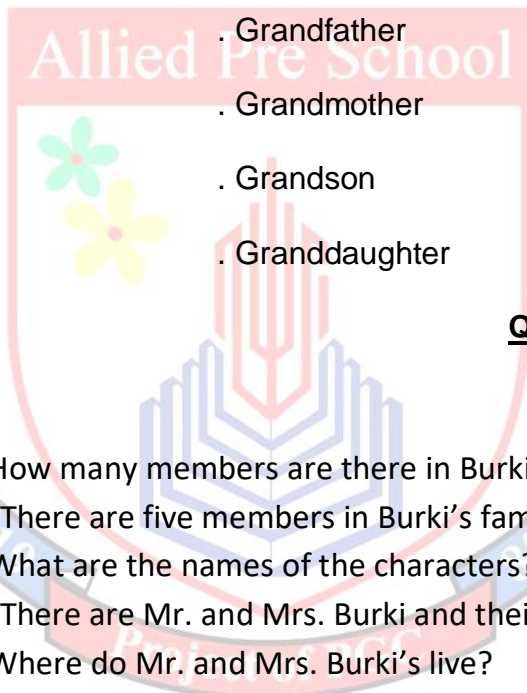 Allied Pre School
. Grandfather
. Grandmother
. Grandson
. Granddaughter
Q
How many members are there in Burki
There are five members in Burki's fam
What are the names of the characters?
There are Mr. and Mrs. Burki and thei
Project of PGC
Where do Mr. and Mrs. Burki's live?